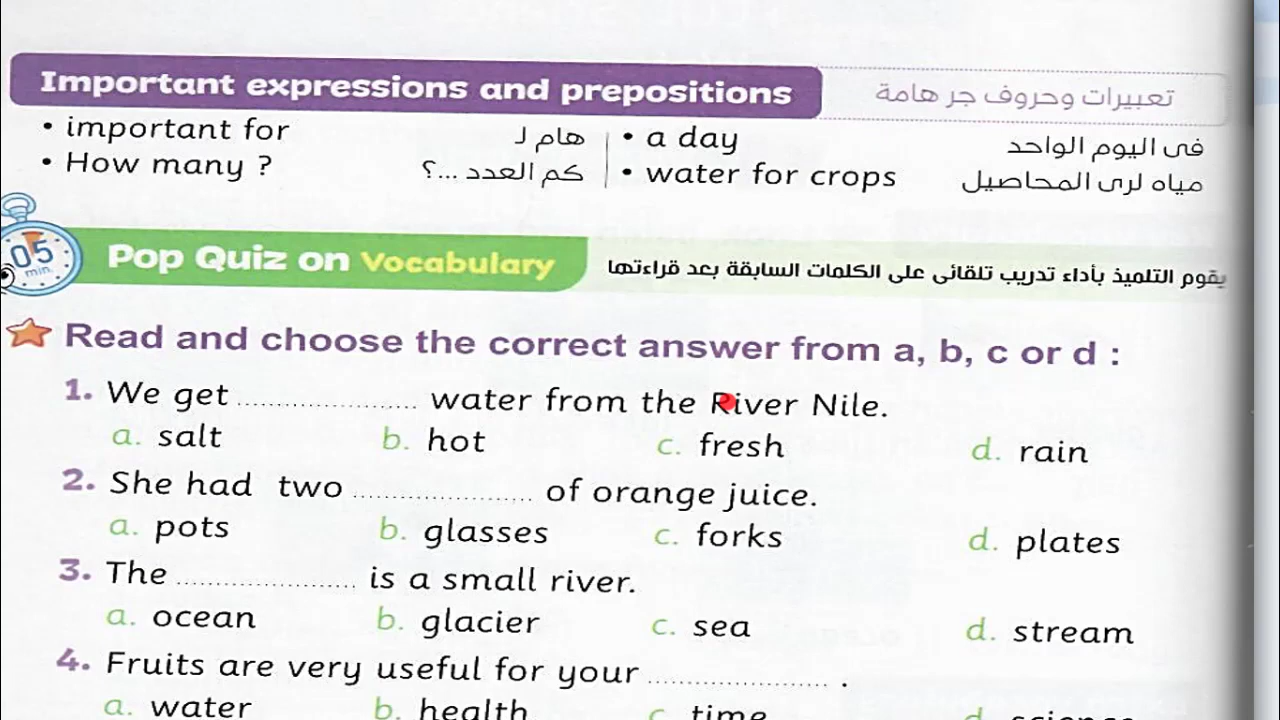 Important expressions and prepositions تعبيرات وحروف جر هامة
• important for هام لـ
• a day فى اليوم الواحد
• How many ? كم العدد ...؟
• water for crops مياه لرى المحاصيل
05 min.
Pop Quiz on Vocabulary يقوم التلميذ بأداء تدريب تلقائى على الكلمات السابقة بعد قراءتها
Read and choose the correct answer from a, b, c or d :
1. We get .................... water from the River Nile.
a. salt b. hot c. fresh d. rain
2. She had two .................... of orange juice.
a. pots b. glasses c. forks d. plates
3. The .................... is a small river.
a. ocean b. glacier c. sea d. stream
4. Fruits are very useful for your .................... .
a. water b. health c. time d. science